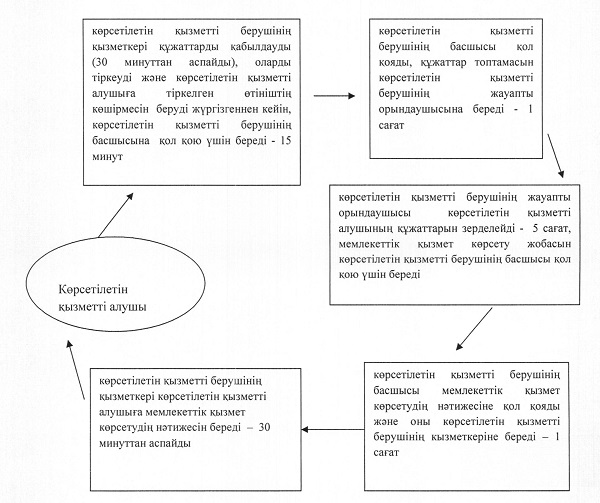 көрсетілетін қызметті берушінің
қызметкері құжаттарды қабылдауды
(30 минуттан аспайды), оларды
тіркеуді және көрсетілетін қызметті
алушыға тіркелген өтініштің
көшірмесін беруді жүргізгеннен кейін,
көрсетілетін қызметті берушінің
басшысына қол қою үшін береді - 15
минут
көрсетілетін қызметті
берушінің басшысы қол
қояды, құжаттар топтамасын
көрсетілетін қызметті
берушінің жауапты
орындаушысына береді - 1
сағат
көрсетілетін қызметті берушінің жауапты
орындаушысы көрсетілетін қызметті
алушының құжаттарын зерделейді - 5 сағат,
мемлекеттік қызмет көрсету жобасын
көрсетілетін қызметті берушінің басшысы қол
қою үшін береді
көрсетілетін қызметті берушінің
басшысы мемлекеттік қызмет
көрсетудің нәтижесіне қол қояды
және оны көрсетілетін қызметті
берушінің қызметкеріне береді – 1
сағат
көрсетілетін қызметті берушінің
қызметкері көрсетілетін қызметті
алушыға мемлекеттік қызмет
көрсетудің нәтижесін береді – 30
минуттан аспайды
Көрсетілетін
қызметті алушы